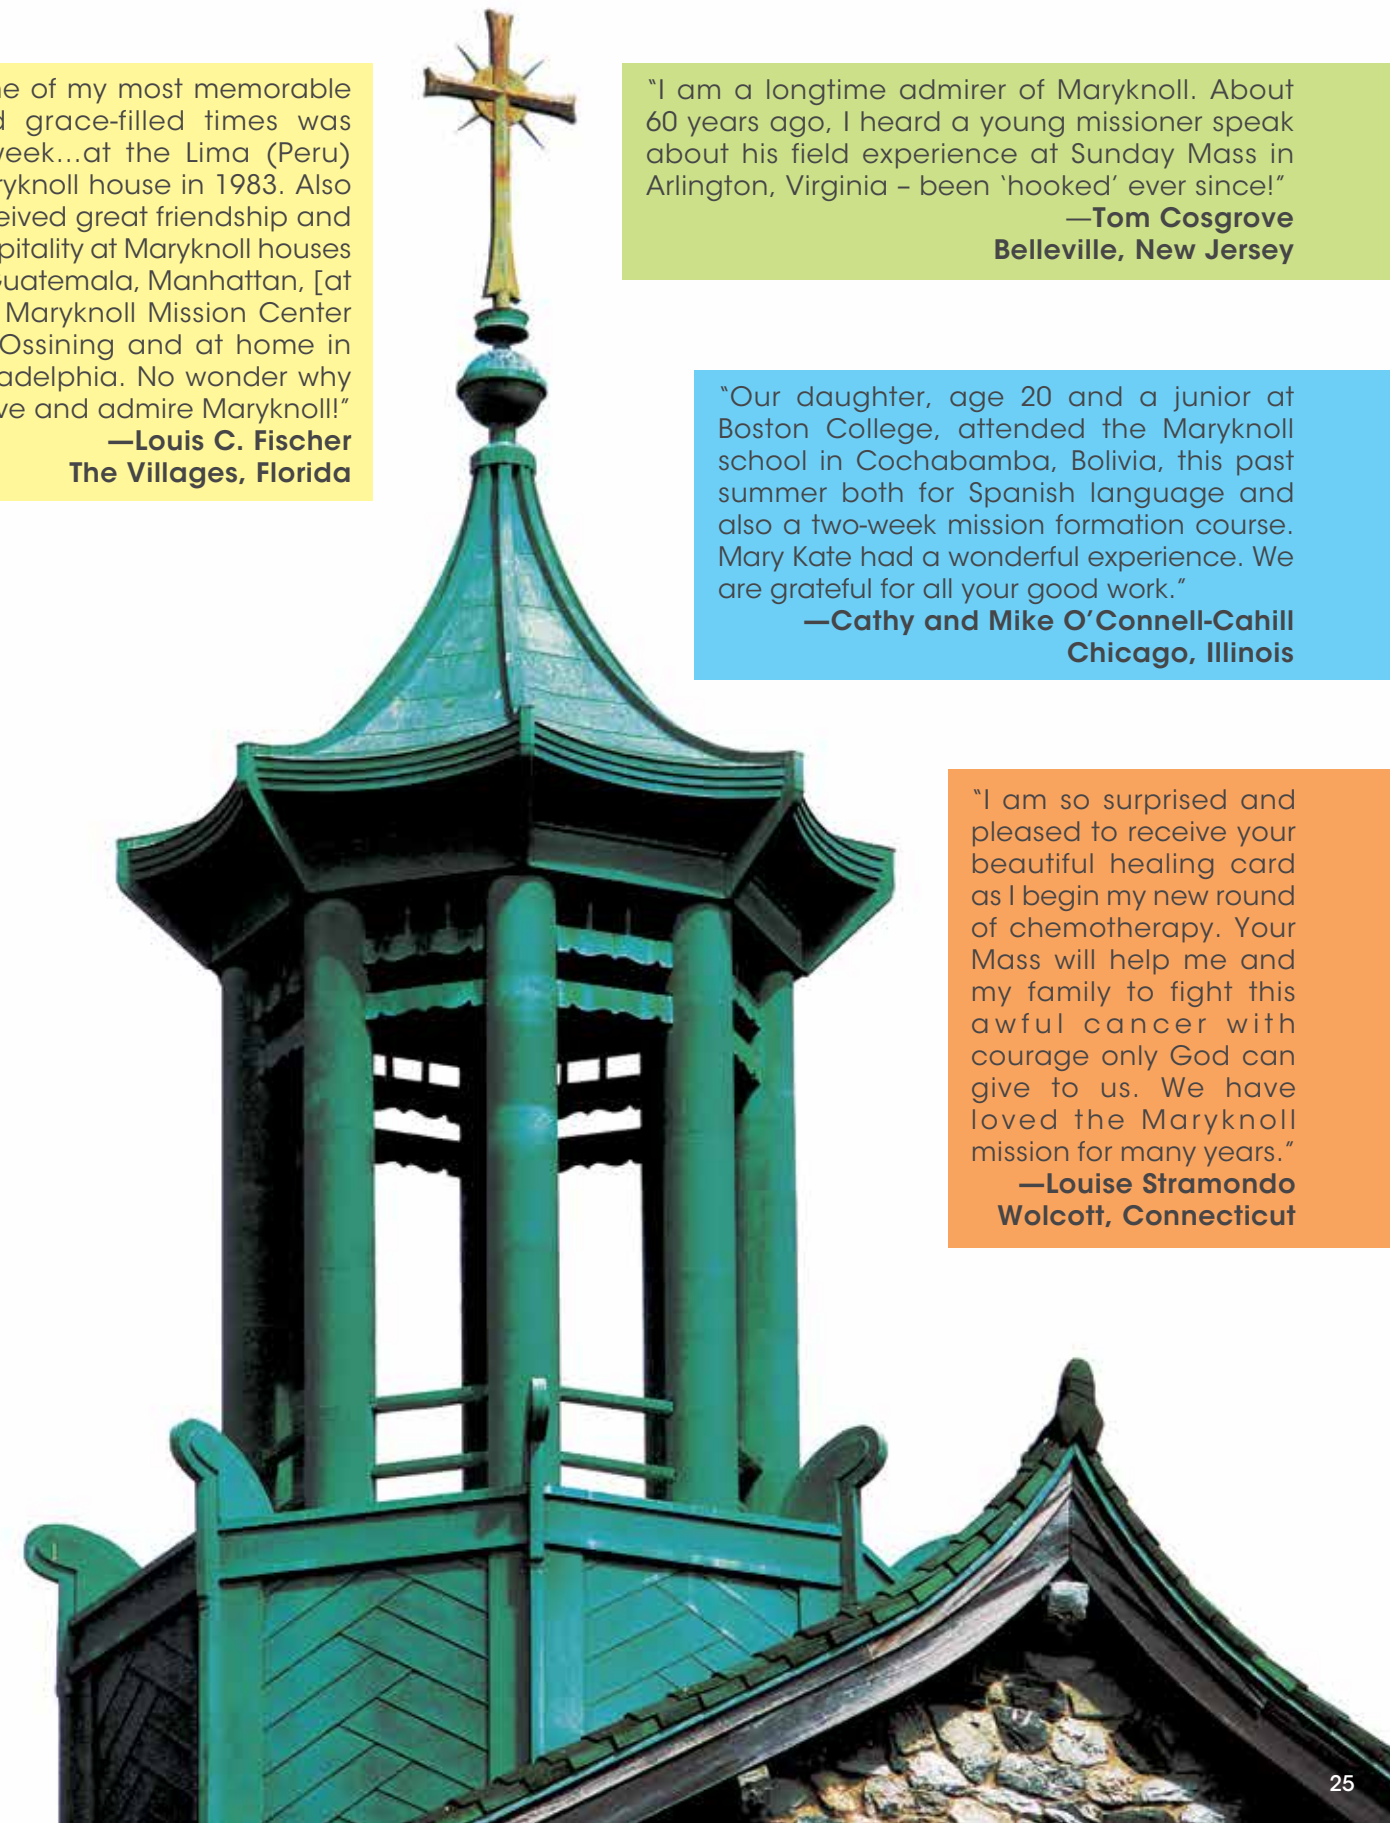 ne of my most memorable
d grace-filled times was
week...at the Lima (Peru)
ryknoll house in 1983. Also
eived great friendship and
pitality at Maryknoll houses
Guatemala, Manhattan, [at
Maryknoll Mission Center
Ossining and at home in
adelphia. No wonder why
ve and admire Maryknoll!”
—Louis C. Fischer
The Villages, Florida
“I am a longtime admirer of Maryknoll. About
60 years ago, I heard a young missioner speak
about his field experience at Sunday Mass in
Arlington, Virginia – been ‘hooked’ ever since!”
—Tom Cosgrove
Belleville, New Jersey
“Our daughter, age 20 and a junior at
Boston College, attended the Maryknoll
school in Cochabamba, Bolivia, this past
summer both for Spanish language and
also a two-week mission formation course.
Mary Kate had a wonderful experience. We
are grateful for all your good work.”
—Cathy and Mike O’Connell-Cahill
Chicago, Illinois
“I am so surprised and
pleased to receive your
beautiful healing card
as I begin my new round
of chemotherapy. Your
Mass will help me and
my family to fight this
awful cancer with
courage only God can
give to us. We have
loved the Maryknoll
mission for many years.”
—Louise Stramondo
Wolcott, Connecticut
25